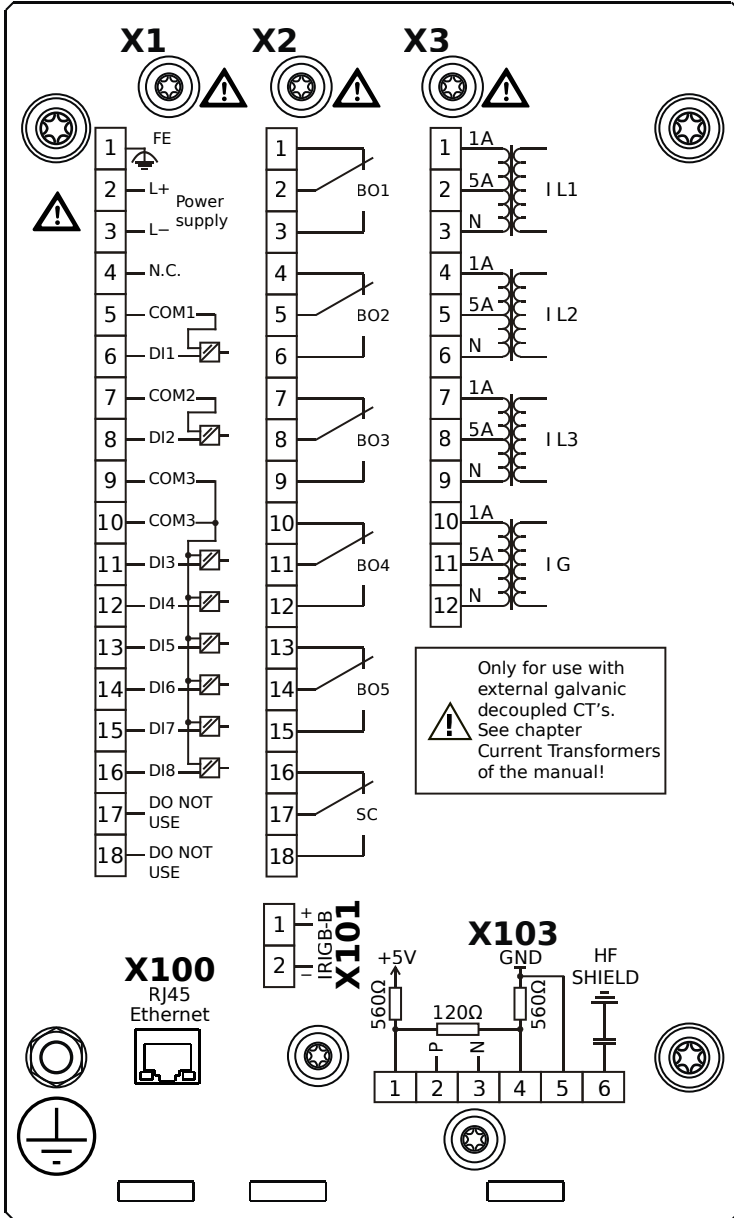 X1
X2
X3
1 FE
2 L+
Power
supply
3 L−
4 N.C.
5 COM1
6 DI1
7 COM2
8 DI2
9 COM3
10 COM3
11 DI3
12 DI4
13 DI5
14 DI6
15 DI7
16 DI8
17 DO NOT
USE
18 DO NOT
USE
1
2 BO1
3
4
5 BO2
6
7
8 BO3
9
10
11 BO4
12
13
14 BO5
15
16
17 SC
18
1 1A
2 5A I L1
3 N
4 1A
5 5A I L2
6 N
7 1A
8 5A I L3
9 N
10 1A
11 5A I G
12 N
Only for use with
external galvanic
decoupled CT's.
See chapter
Current Transformers
of the manual!
1 +
2 −
IRIGB-B
X101
X100
RJ45
Ethernet
X103
+5V
GND
HF
SHIELD
560Ω
120Ω
560Ω
P
N
1 2 3 4 5 6